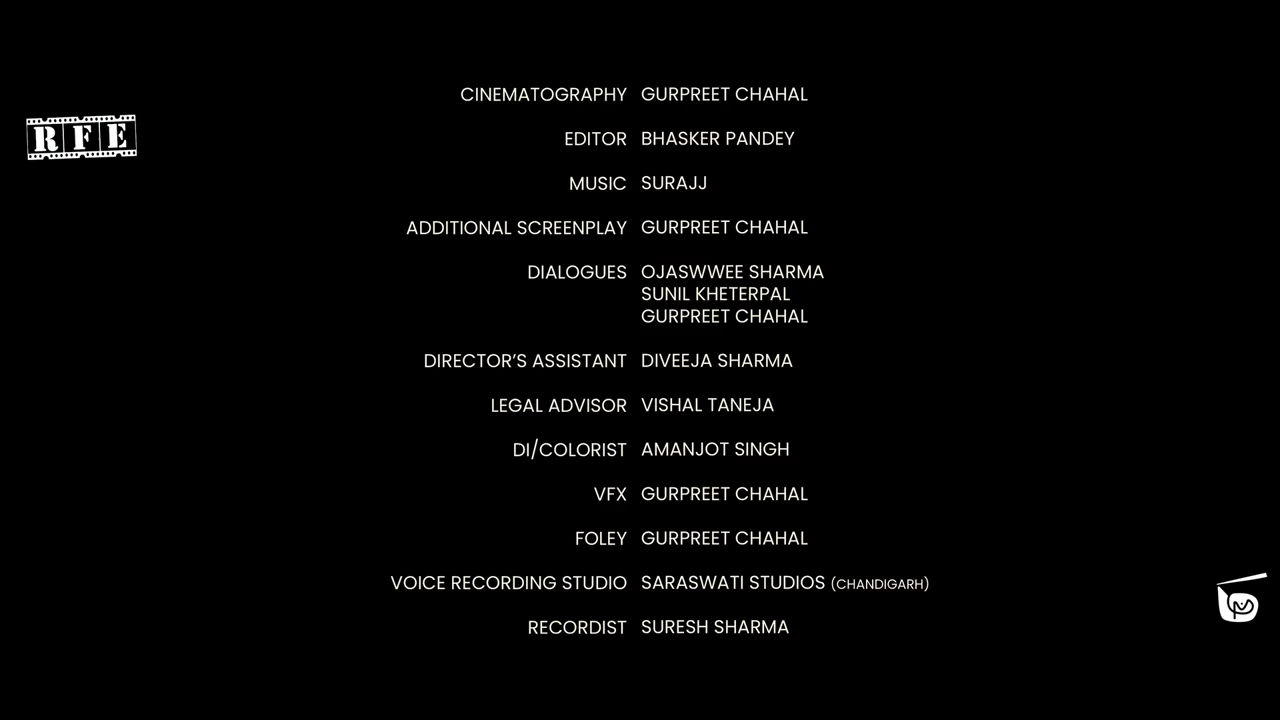 CINEMATOGRAPHY GURPREET CHAHAL
RFE
EDITOR BHASKER PANDEY
MUSIC SURAJJ
ADDITIONAL SCREENPLAY GURPREET CHAHAL
DIALOGUES OJASWWEE SHARMA
SUNIL KHETERPAL
GURPREET CHAHAL
DIRECTOR’S ASSISTANT DIVEEJA SHARMA
LEGAL ADVISOR VISHAL TANEJA
DI/COLORIST AMANJOT SINGH
VFX GURPREET CHAHAL
FOLEY GURPREET CHAHAL
VOICE RECORDING STUDIO SARASWATI STUDIOS (CHANDIGARH)
RECORDIST SURESH SHARMA